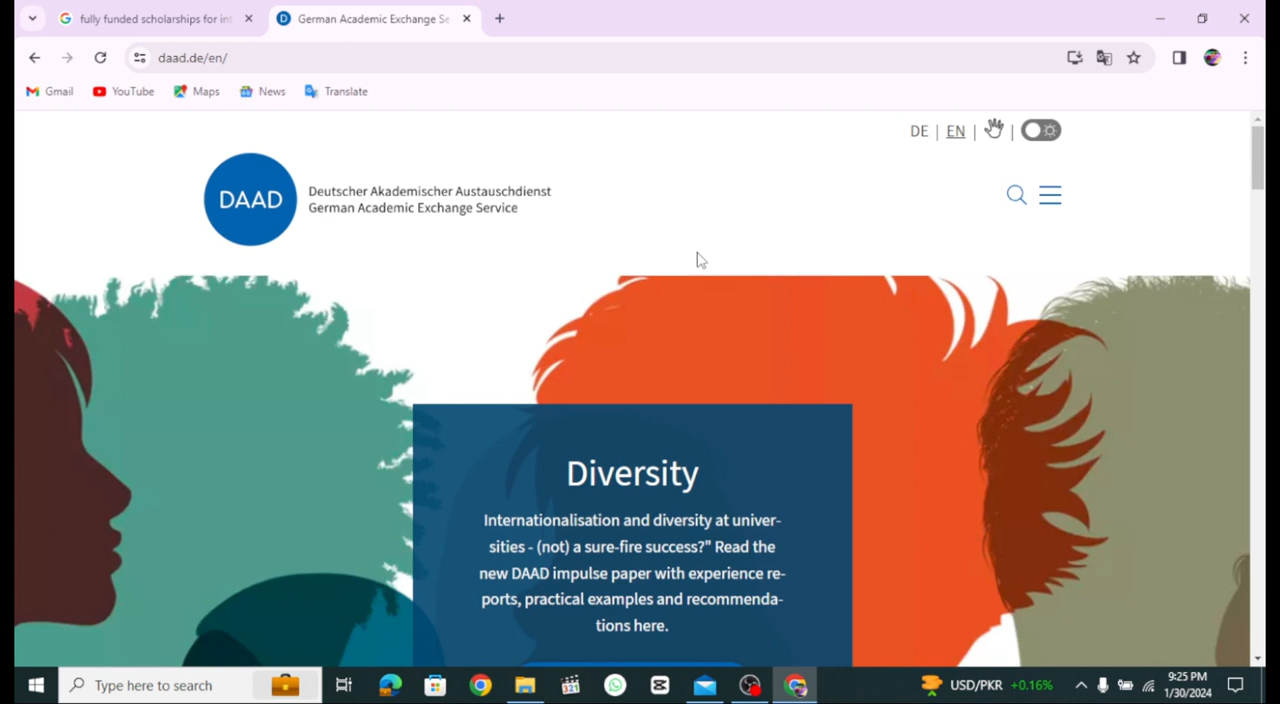 fully funded scholarships for int
German Academic Exchange Se
daad.de/en/
Gmail
YouTube
Maps
News
Translate
DE | EN |
DAAD
Deutscher Akademischer Austauschdienst
German Academic Exchange Service
Diversity
Internationalisation and diversity at univer-
sities - (not) a sure-fire success?" Read the
new DAAD impulse paper with experience re-
ports, practical examples and recommenda-
tions here.
Type here to search
USD/PKR +0.16%
9:25 PM
1/30/2024